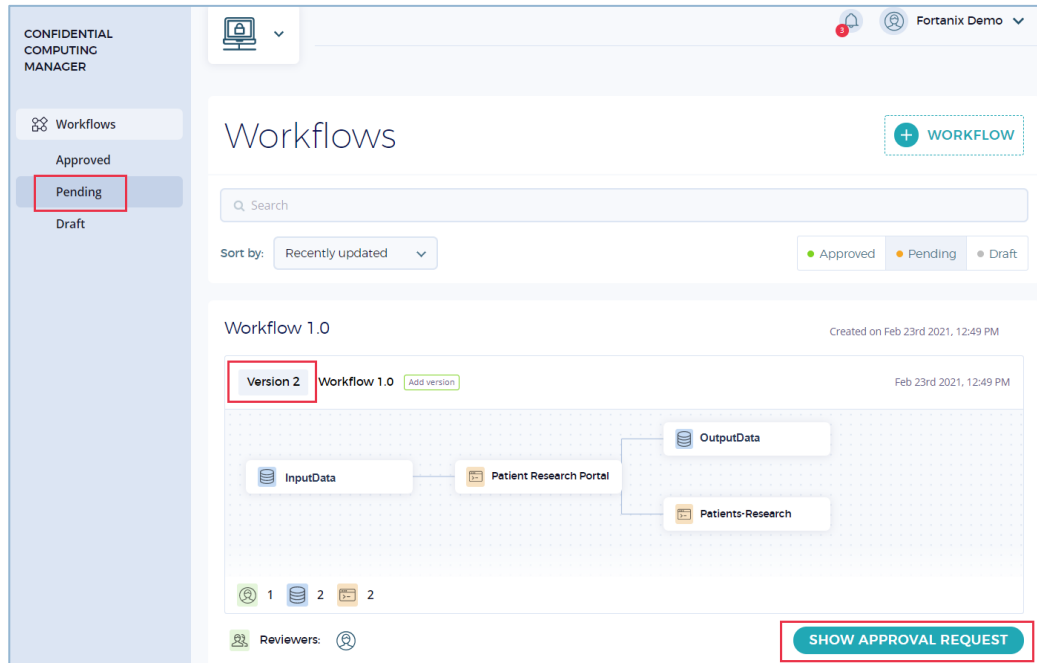 CONFIDENTIAL
COMPUTING
MANAGER
3
Fortanix Demo
Workflows
Approved
Pending
Draft
Workflows
+ WORKFLOW
Search
Sort by: Recently updated
Approved Pending Draft
Workflow 1.0
Created on Feb 23rd 2021, 12:49 PM
Version 2 Workflow 1.0 Add version
Feb 23rd 2021, 12:49 PM
InputData
Patient Research Portal
OutputData
Patients-Research
1 2 2
Reviewers:
SHOW APPROVAL REQUEST